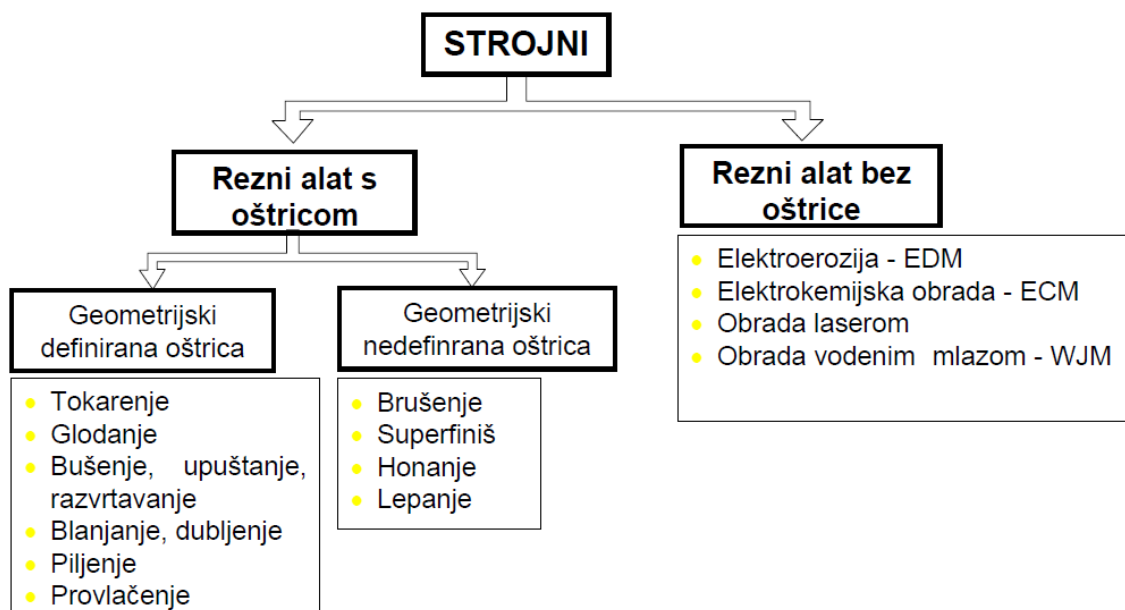 STROJNI
Rezni alat s
oštricom
Rezni alat bez
oštrice
Elektroerozija - EDM
Elektrokemijska obrada - ECM
Obrada laserom
Obrada vodenim mlazom - WJM
Geometrijski
definirana oštrica
Geometrijski
nedefinrana oštrica
Tokarenje
Glodanje
Bušenje, upuštanje,
razvrtavanje
Blanjanje, dubljenje
Piljenje
Provlačenje
Brušenje
Superfiniš
Honanje
Lepanje